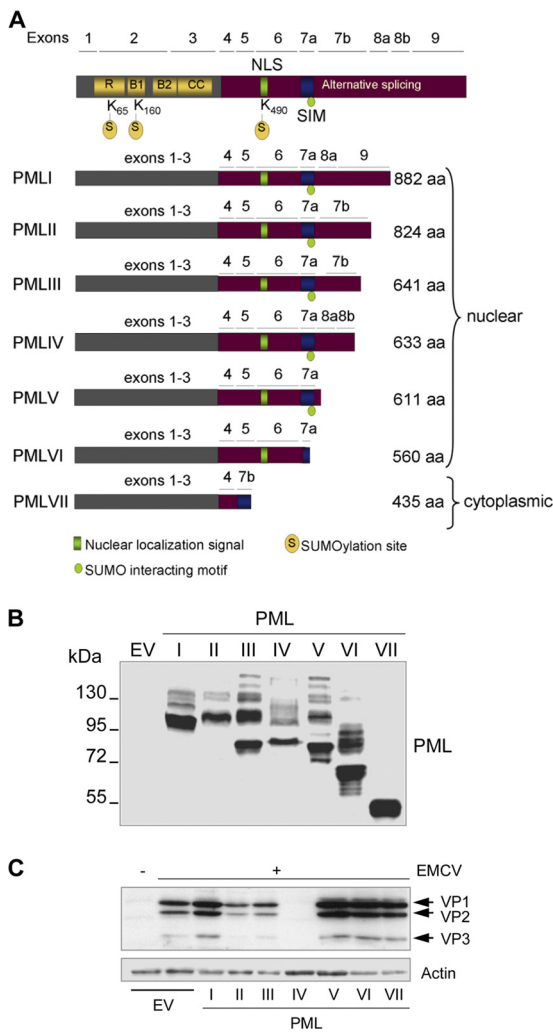 A
Exons 1 2 3 4 5 6 7a 7b 8a 8b 9
NLS
R B1 B2 CC Alternative splicing
K65 K160 K490 SIM
S S S
exons 1-3 4 5 6 7a 8a 9
PMLI 882 aa
exons 1-3 4 5 6 7a 7b
PMLII 824 aa
exons 1-3 4 5 6 7a 7b
PMLIII 641 aa
nuclear
exons 1-3 4 5 6 7a 8a 8b
PMLIV 633 aa
exons 1-3 4 5 6 7a
PMLV 611 aa
exons 1-3 4 5 6 7a
PMLVI 560 aa
exons 1-3 4 7b
PMLVII 435 aa
cytoplasmic
Nuclear localization signal S SUMOylation site
SUMO interacting motif
B
PML
EV I II III IV V VI VII
kDa
130
95
PML
72
55
C
- + EMCV
VP1
VP2
VP3
Actin
I II III IV V VI VII
EV PML